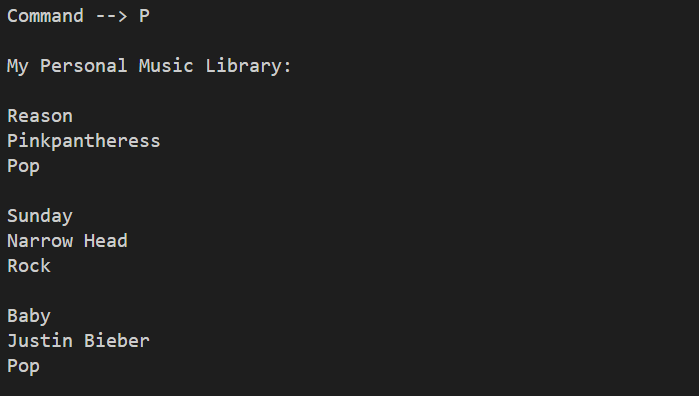 Command --> P
My Personal Music Library:
Reason
Pinkpantheress
Pop
Sunday
Narrow Head
Rock
Baby
Justin Bieber
Pop